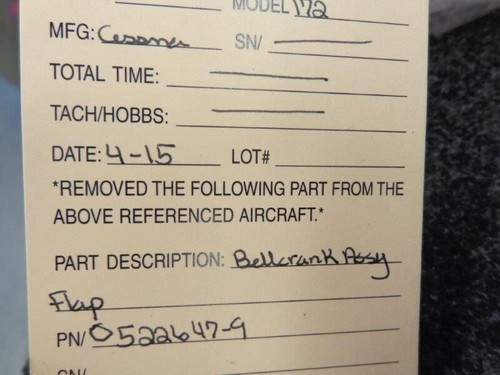 MODEL 172
MFG: Cessna SN/
TOTAL TIME:
TACH/HOBBS:
DATE: 4-15 LOT#
*REMOVED THE FOLLOWING PART FROM THE
ABOVE REFERENCED AIRCRAFT.*
PART DESCRIPTION: Bellcrank Assy
Flap
PN/ 0522647-9
SN/